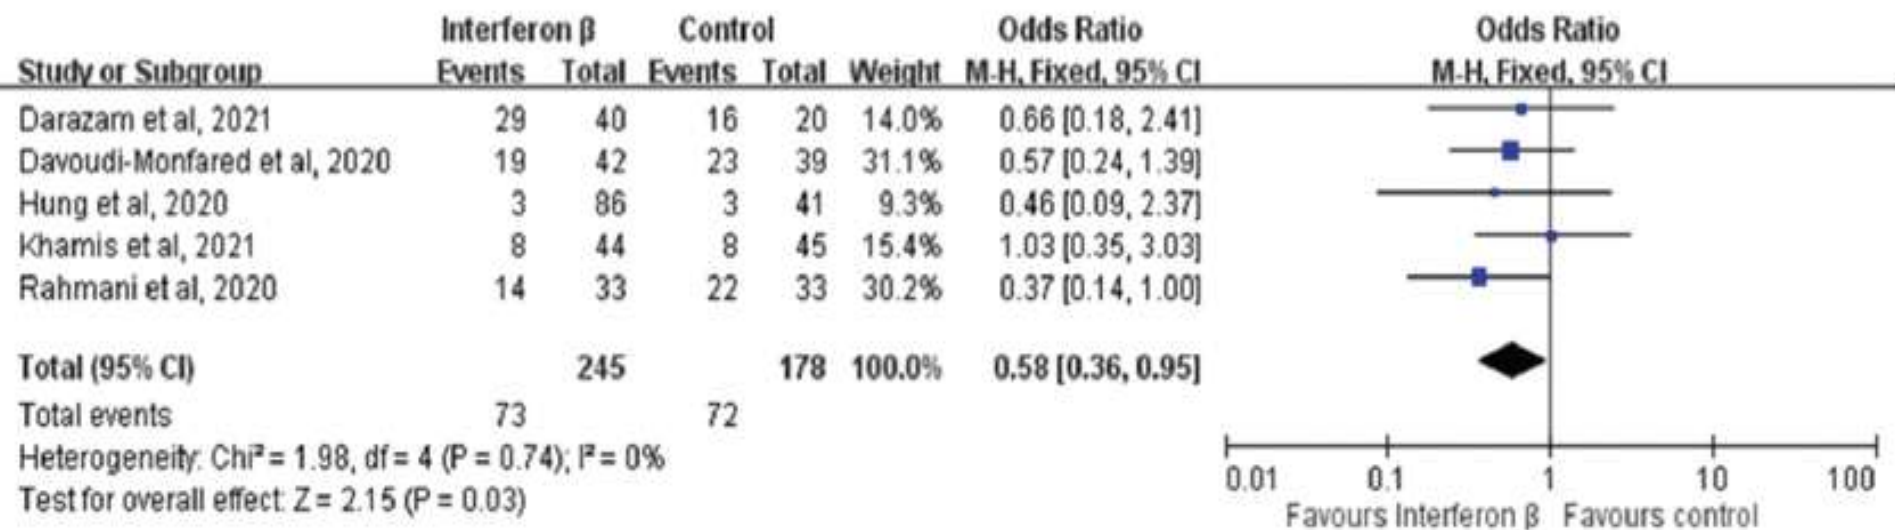 Interferon β Control Odds Ratio Odds Ratio
Study or Subgroup Events Total Events Total Weight M-H, Fixed, 95% CI M-H, Fixed, 95% CI
Darazam et al, 2021 29 40 16 20 14.0% 0.66 [0.18, 2.41]
Davoudi-Monfared et al, 2020 19 42 23 39 31.1% 0.57 [0.24, 1.39]
Hung et al, 2020 3 86 3 41 9.3% 0.46 [0.09, 2.37]
Khamis et al, 2021 8 44 8 45 15.4% 1.03 [0.35, 3.03]
Rahmani et al, 2020 14 33 22 33 30.2% 0.37 [0.14, 1.00]
Total (95% CI) 245 178 100.0% 0.58 [0.36, 0.95]
Total events 73 72
Heterogeneity: Chi² = 1.98, df = 4 (P = 0.74); I² = 0%
Test for overall effect: Z = 2.15 (P = 0.03)
0.01 0.1 1 10 100
Favours Interferon β Favours control